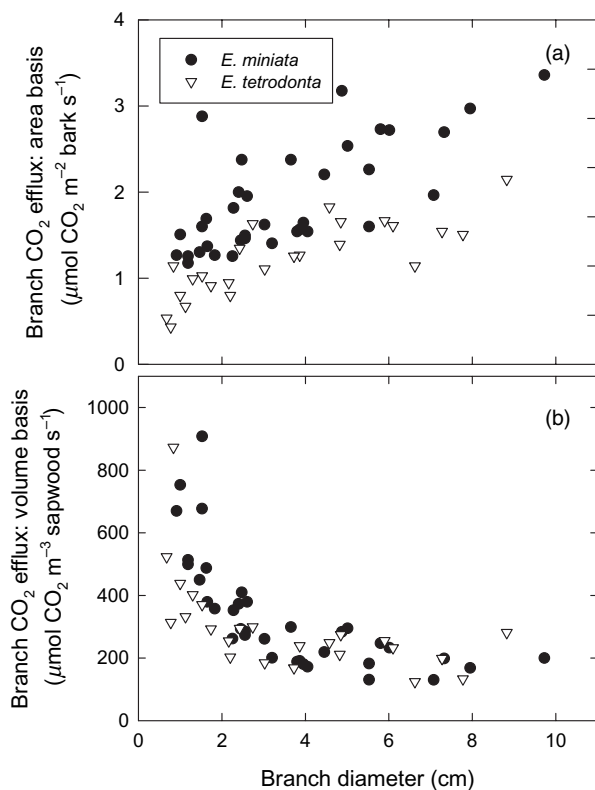 4
(a)
E. miniata
E. tetrodonta
3
2
1
0
Branch CO₂ efflux: area basis
(μmol CO₂ m⁻² bark s⁻¹)
1000
(b)
800
600
400
200
0
Branch CO₂ efflux: volume basis
(μmol CO₂ m⁻³ sapwood s⁻¹)
0 2 4 6 8 10
Branch diameter (cm)